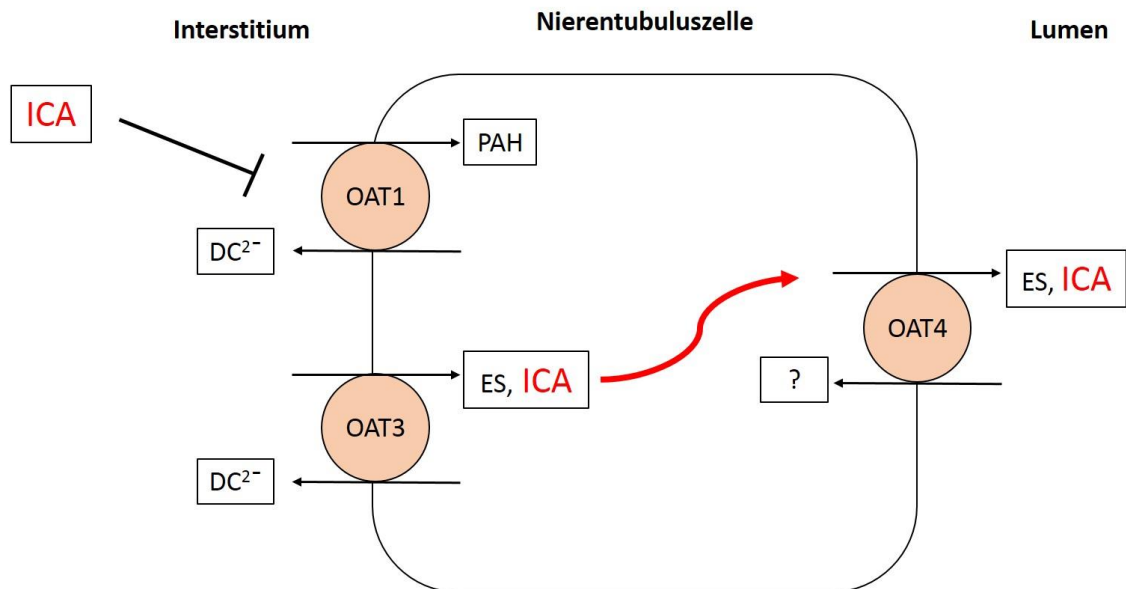 Interstitium
Nierentubuluszelle
Lumen
ICA
PAH
OAT1
DC²⁻
ES, ICA
OAT4
ES, ICA
?
OAT3
DC²⁻